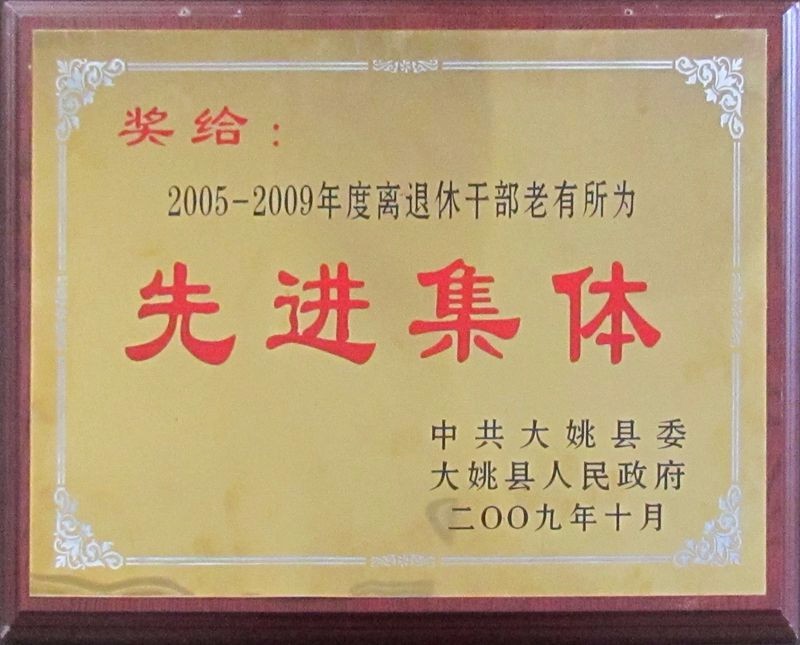 奖给：
2005-2009年度离退休干部老有所为
先进集体
中共大姚县委
大姚县人民政府
二〇〇九年十月